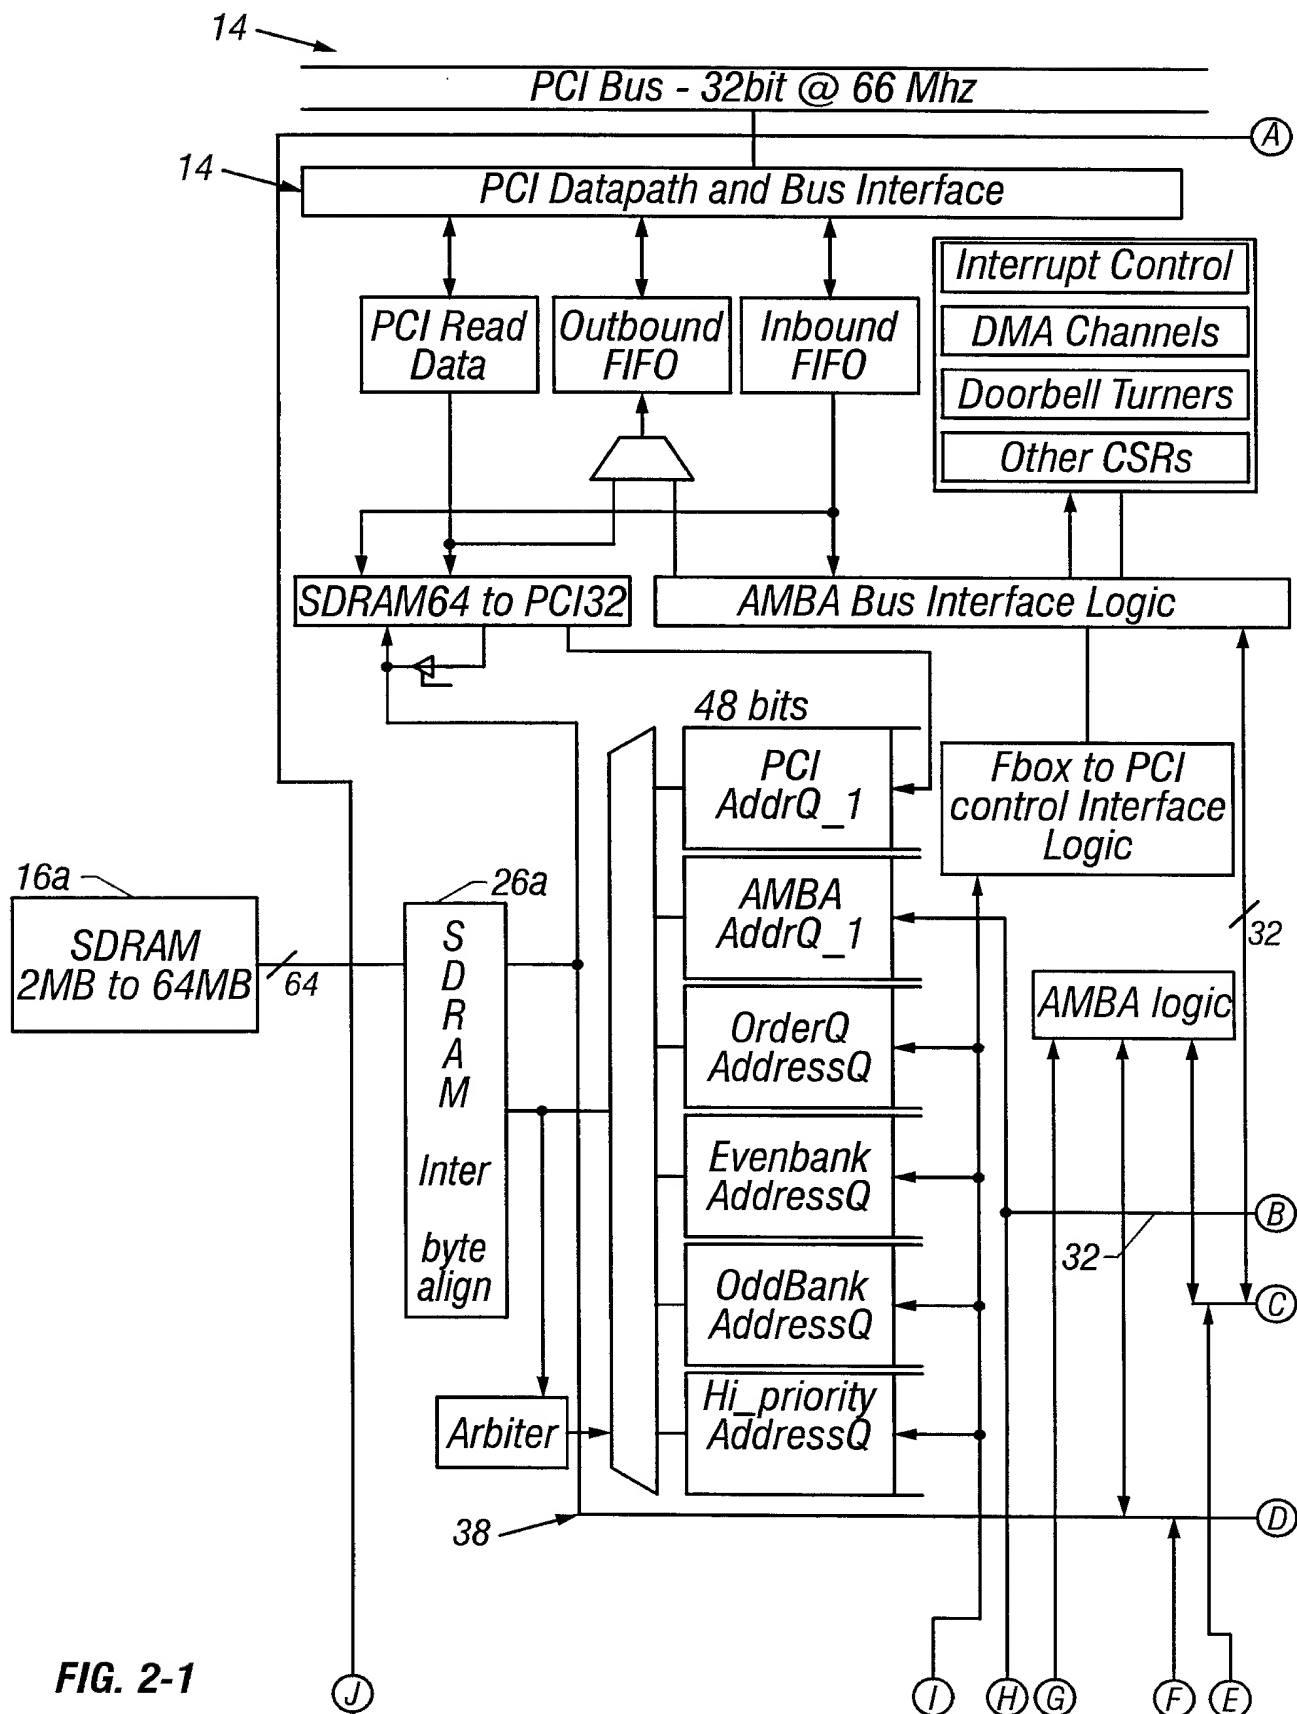 14
PCI Bus - 32bit @ 66 Mhz
A
14
PCI Datapath and Bus Interface
Interrupt Control
DMA Channels
Doorbell Turners
Other CSRs
PCI Read
Data
Outbound
FIFO
Inbound
FIFO
SDRAM64 to PCI32
AMBA Bus Interface Logic
48 bits
PCI
AddrQ_1
Fbox to PCI
control Interface
Logic
16a
SDRAM
2MB to 64MB
64
26a
S
D
R
A
M
Inter
byte
align
AMBA
AddrQ_1
32
AMBA logic
OrderQ
AddressQ
Evenbank
AddressQ
B
32
OddBank
AddressQ
C
Hi_priority
AddressQ
Arbiter
38
D
FIG. 2-1
J
I
H
G
F
E